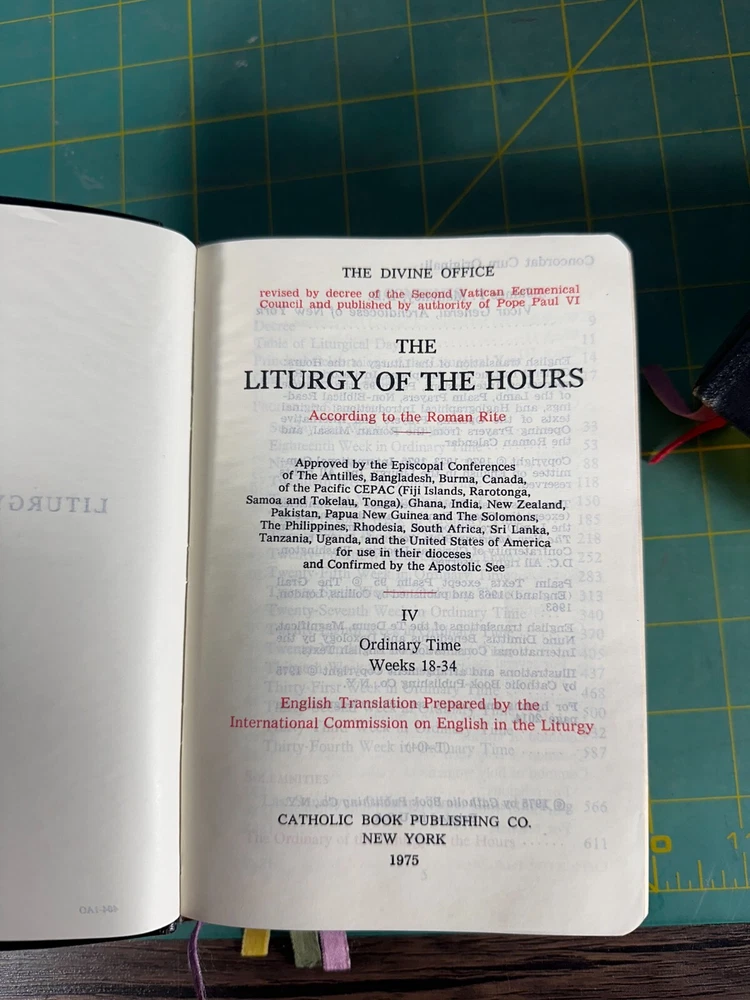 THE DIVINE OFFICE
revised by decree of the Second Vatican Ecumenical
Council and published by authority of Pope Paul VI
THE
LITURGY OF THE HOURS
According to the Roman Rite
Approved by the Episcopal Conferences
of The Antilles, Bangladesh, Burma, Canada,
of the Pacific CEPAC (Fiji Islands, Rarotonga,
Samoa and Tokelau, Tonga), Ghana, India, New Zealand,
Pakistan, Papua New Guinea and The Solomons,
The Philippines, Rhodesia, South Africa, Sri Lanka,
Tanzania, Uganda, and the United States of America
for use in their dioceses
and Confirmed by the Apostolic See
IV
Ordinary Time
Weeks 18-34
English Translation Prepared by the
International Commission on English in the Liturgy
CATHOLIC BOOK PUBLISHING CO.
NEW YORK
1975